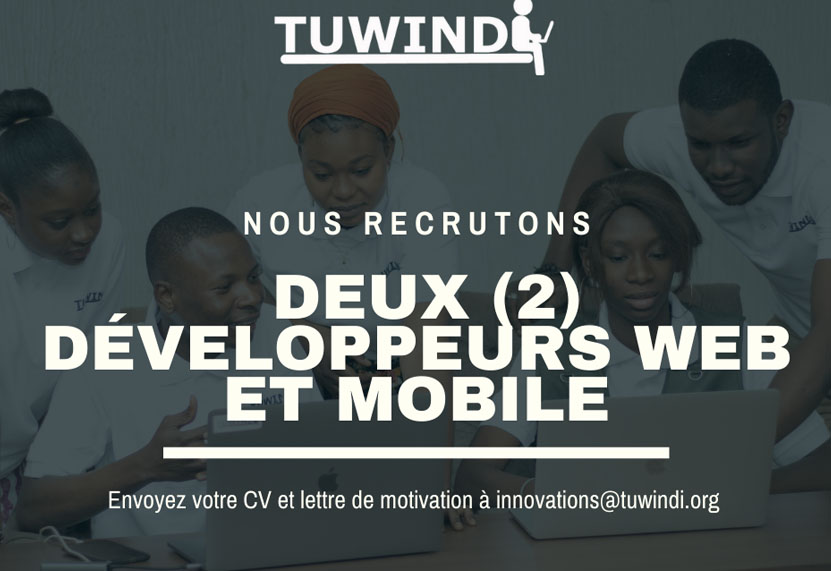 TUWINDI
NOUS RECRUTONS
DEUX (2)
DÉVELOPPEURS WEB
ET MOBILE
Envoyez votre CV et lettre de motivation à innovations@tuwindi.org